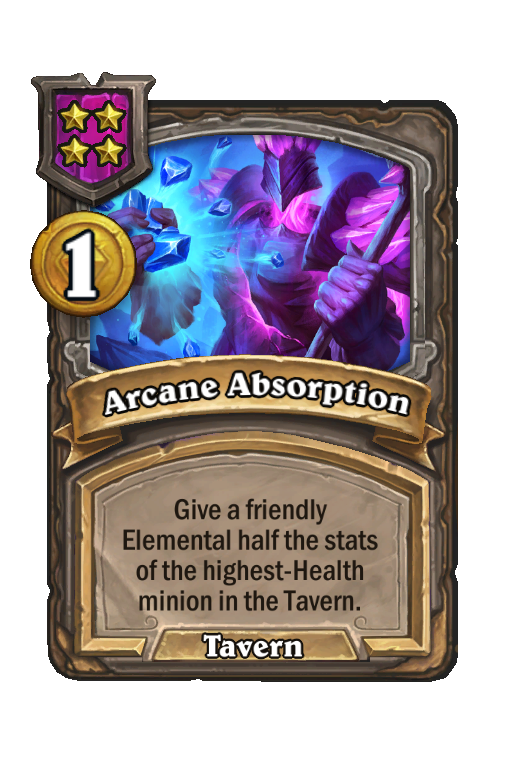 1
Arcane Absorption
Give a friendly
Elemental half the stats
of the highest-Health
minion in the Tavern.
Tavern